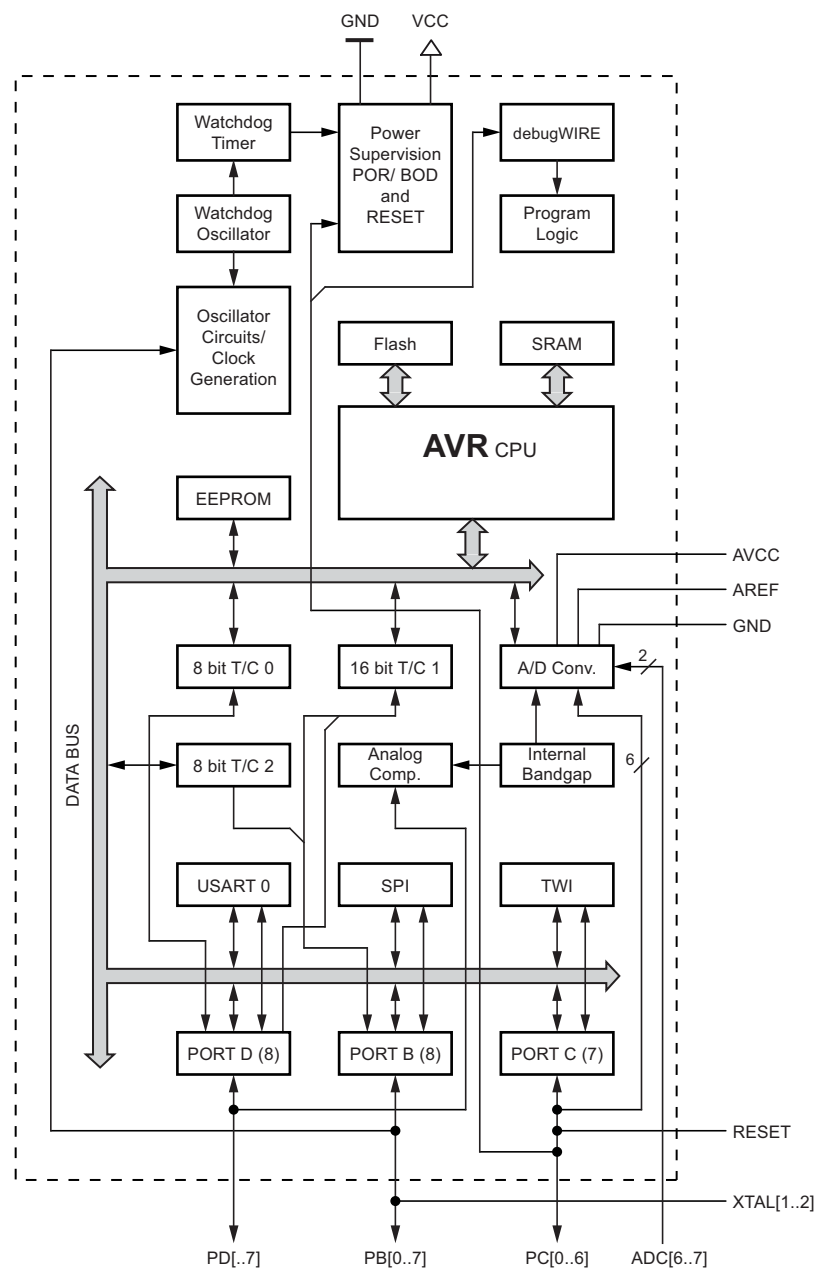 GND
VCC
Watchdog
Timer
Power
Supervision
POR/ BOD
and
RESET
debugWIRE
Watchdog
Oscillator
Program
Logic
Oscillator
Circuits/
Clock
Generation
Flash
SRAM
AVR CPU
EEPROM
AVCC
AREF
GND
8 bit T/C 0
16 bit T/C 1
A/D Conv.
2
DATA BUS
8 bit T/C 2
Analog
Comp.
Internal
Bandgap
6
USART 0
SPI
TWI
PORT D (8)
PORT B (8)
PORT C (7)
RESET
XTAL[1..2]
PD[..7]
PB[0..7]
PC[0..6]
ADC[6..7]